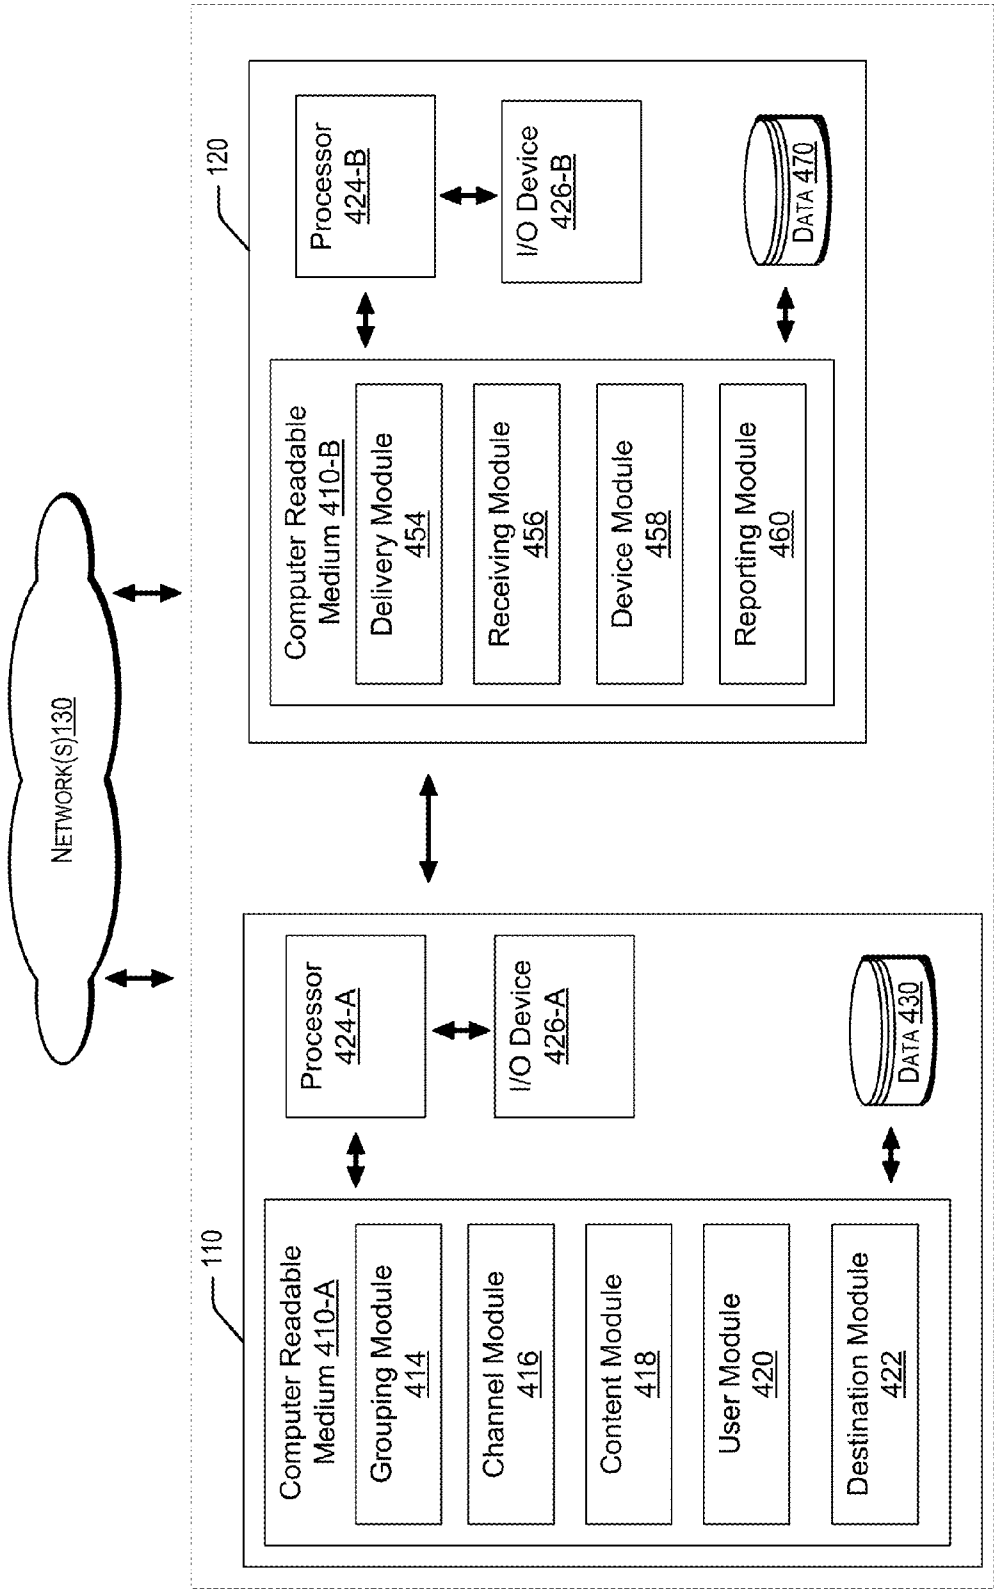 NETWORK(S) 130
110
Computer Readable
Medium 410-A
Grouping Module
414
Channel Module
416
Content Module
418
User Module
420
Destination Module
422
Processor
424-A
I/O Device
426-A
DATA 430
120
Computer Readable
Medium 410-B
Delivery Module
454
Receiving Module
456
Device Module
458
Reporting Module
460
Processor
424-B
I/O Device
426-B
DATA 470